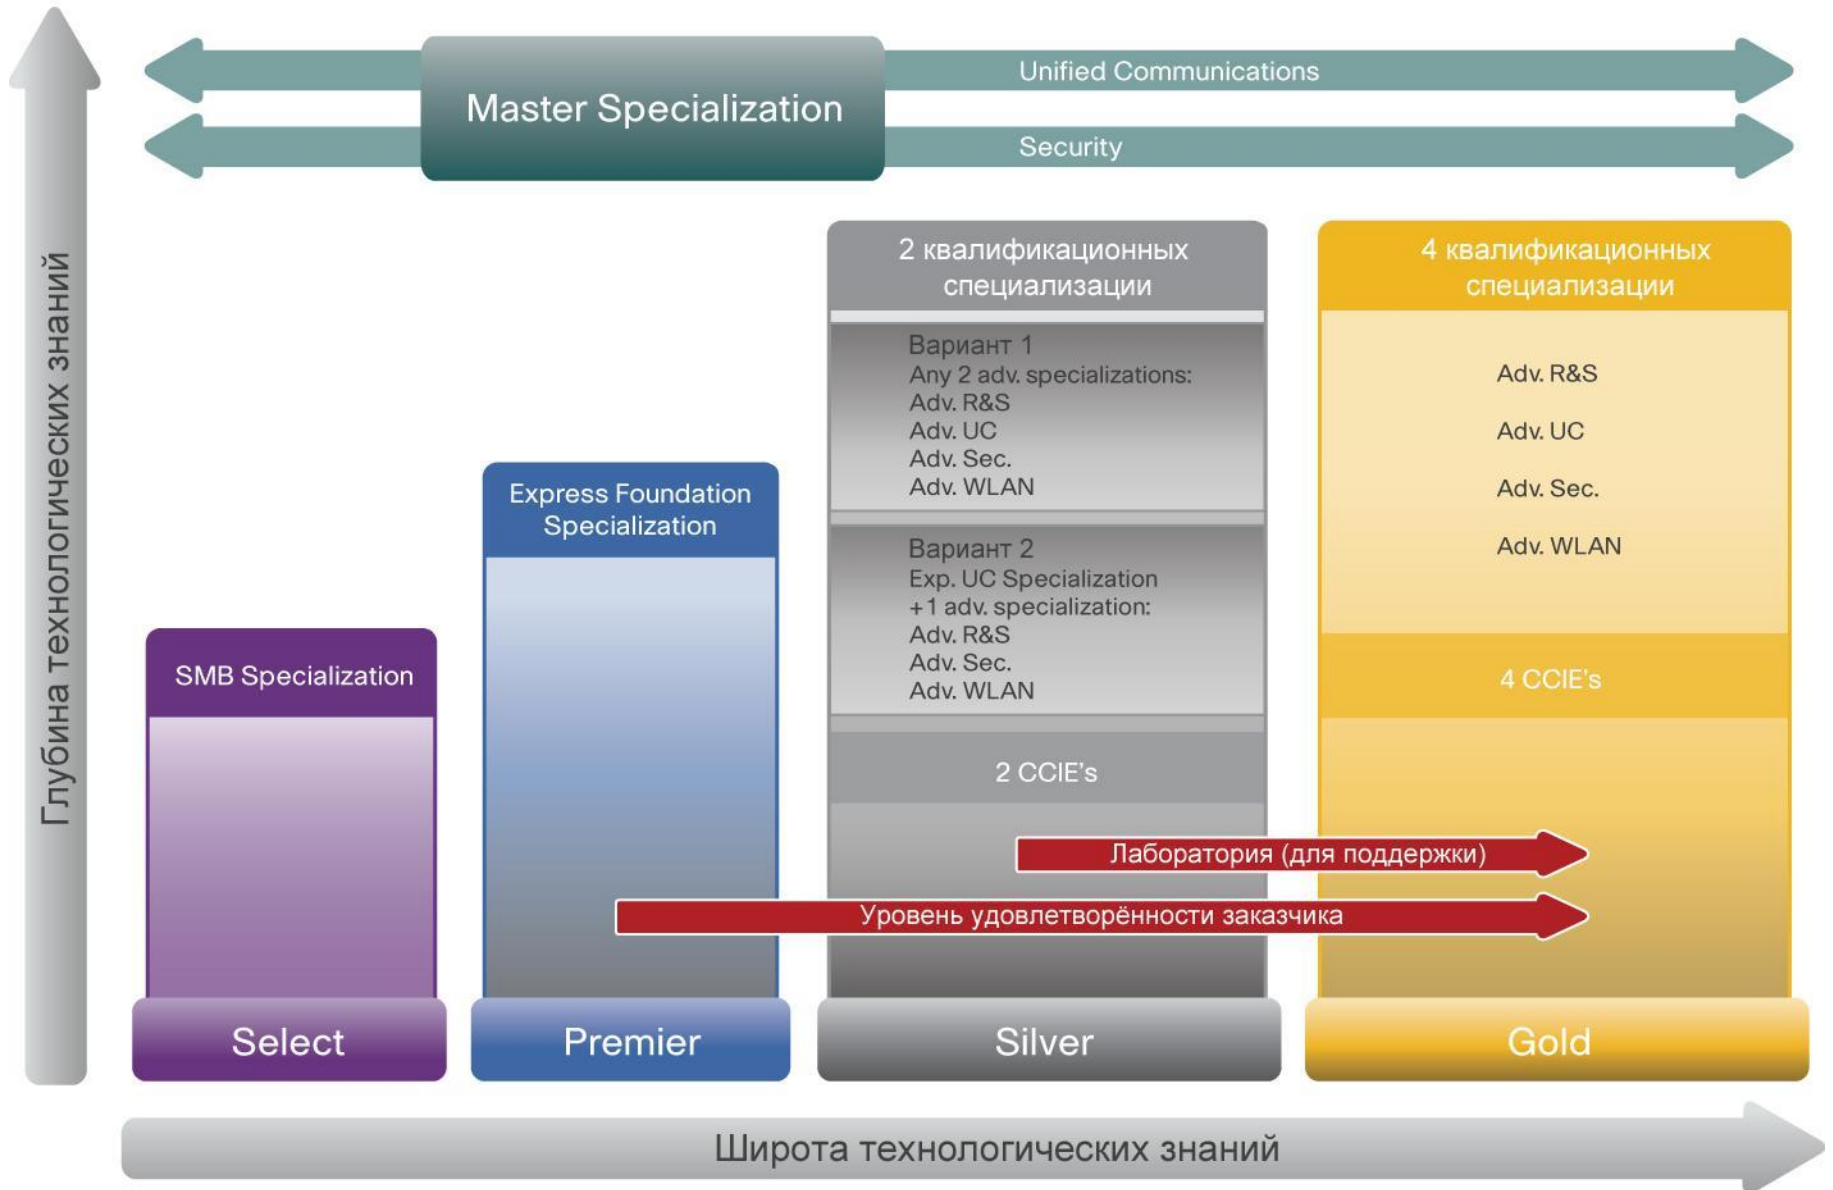 Unified Communications
Master Specialization
Security
Глубина технологических знаний
2 квалификационных
специализации
Вариант 1
Any 2 adv. specializations:
Adv. R&S
Adv. UC
Adv. Sec.
Adv. WLAN
Вариант 2
Exp. UC Specialization
+1 adv. specialization:
Adv. R&S
Adv. Sec.
Adv. WLAN
2 CCIE's
4 квалификационных
специализации
Adv. R&S
Adv. UC
Adv. Sec.
Adv. WLAN
4 CCIE's
Express Foundation
Specialization
SMB Specialization
Лаборатория (для поддержки)
Уровень удовлетворённости заказчика
Select
Premier
Silver
Gold
Широта технологических знаний